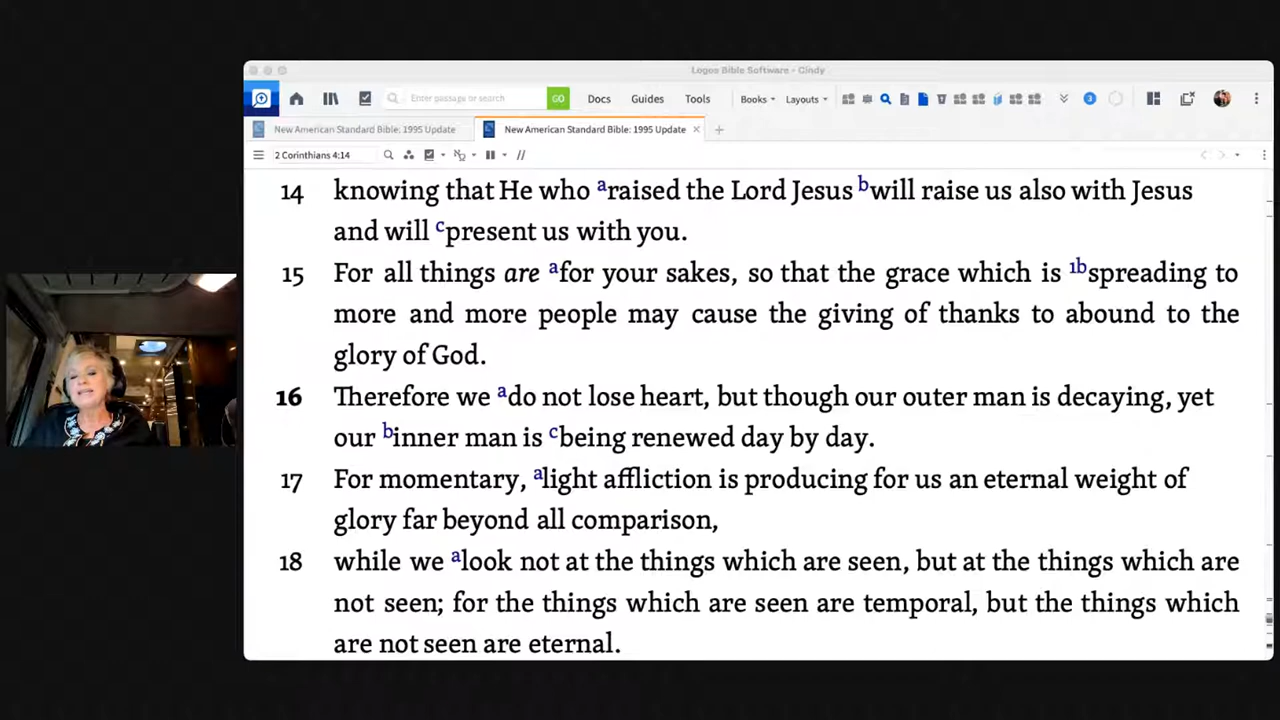 Logos Bible Software - Cindy
Enter passage or search GO Docs Guides Tools Books Layouts 3
New American Standard Bible: 1995 Update New American Standard Bible: 1995 Update × +
2 Corinthians 4:14
14 knowing that He who araised the Lord Jesus bwill raise us also with Jesus
and will cpresent us with you.
15 For all things are afor your sakes, so that the grace which is 1bspreading to
more and more people may cause the giving of thanks to abound to the
glory of God.
16 Therefore we ado not lose heart, but though our outer man is decaying, yet
our binner man is cbeing renewed day by day.
17 For momentary, alight affliction is producing for us an eternal weight of
glory far beyond all comparison,
18 while we alook not at the things which are seen, but at the things which are
not seen; for the things which are seen are temporal, but the things which
are not seen are eternal.